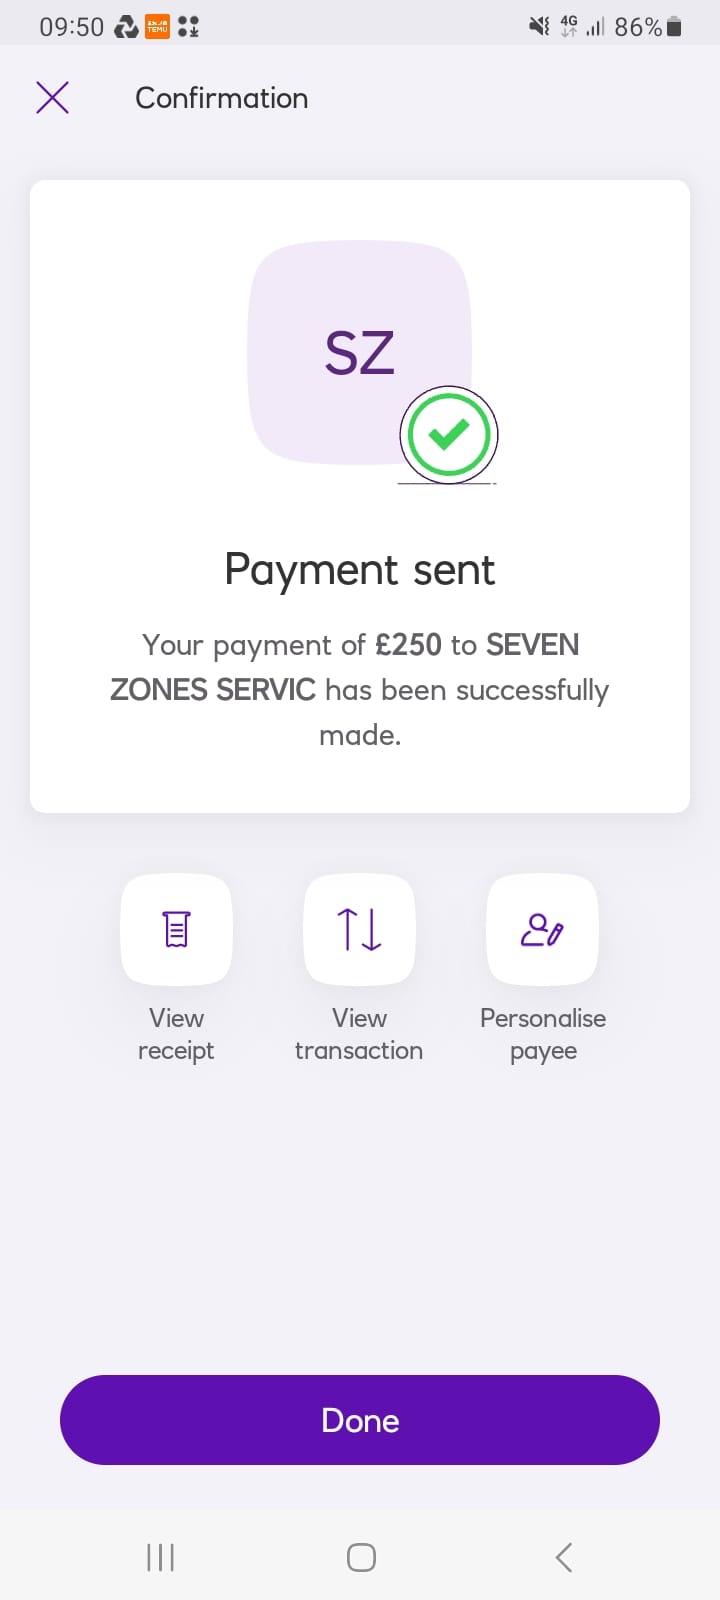 09:50 TEMU 4G 86%
Confirmation
SZ
Payment sent
Your payment of £250 to SEVEN
ZONES SERVIC has been successfully
made.
View receipt
View transaction
Personalise payee
Done